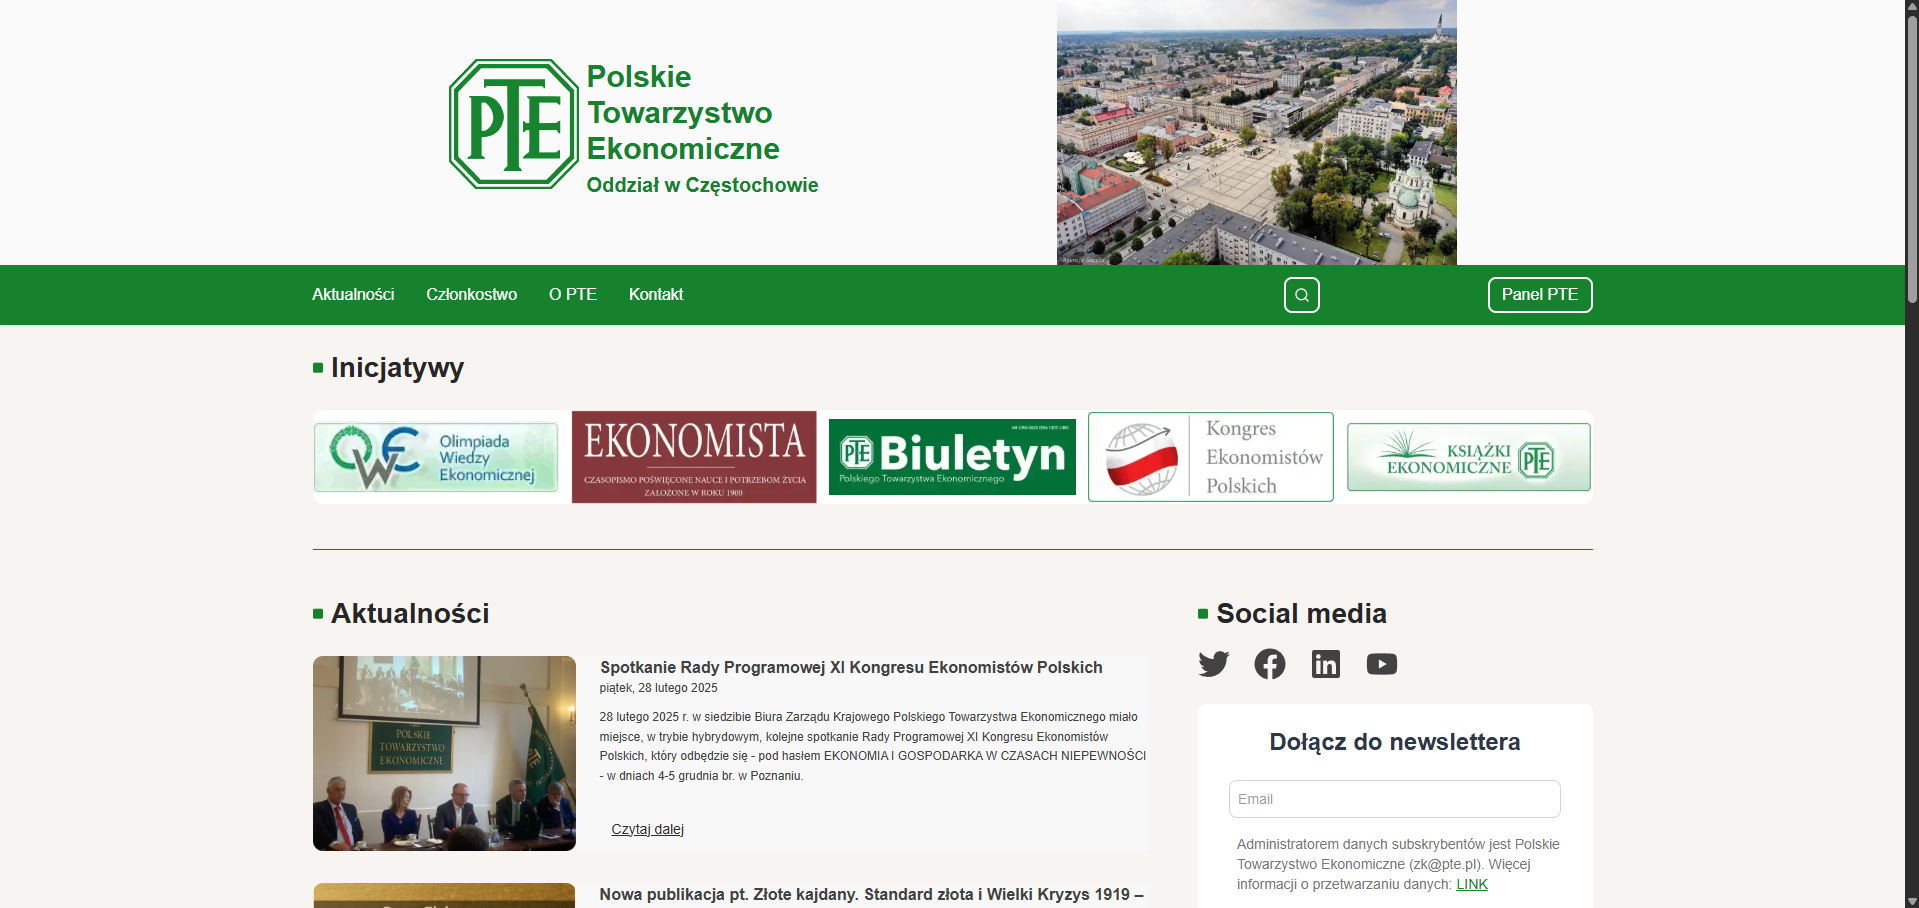 PTE
Polskie
Towarzystwo
Ekonomiczne
Oddział w Częstochowie
Aktualności
Członkostwo
O PTE
Kontakt
Panel PTE
Inicjatywy
OWE
Olimpiada
Wiedzy
Ekonomicznej
EKONOMISTA
CZASOPISMO POŚWIĘCONE NAUCE I POTRZEBOM ŻYCIA
ZAŁOŻONE W ROKU 1900
PTE Biuletyn
Polskiego Towarzystwa Ekonomicznego
Kongres
Ekonomistów
Polskich
KSIĄŻKI
EKONOMICZNE
PTE
Aktualności
POLSKIE
TOWARZYSTWO
EKONOMICZNE
Spotkanie Rady Programowej XI Kongresu Ekonomistów Polskich
piątek, 28 lutego 2025
28 lutego 2025 r. w siedzibie Biura Zarządu Krajowego Polskiego Towarzystwa Ekonomicznego miało
miejsce, w trybie hybrydowym, kolejne spotkanie Rady Programowej XI Kongresu Ekonomistów
Polskich, który odbędzie się - pod hasłem EKONOMIA I GOSPODARKA W CZASACH NIEPEWNOŚCI
- w dniach 4-5 grudnia br. w Poznaniu.
Czytaj dalej
Nowa publikacja pt. Złote kajdany. Standard złota i Wielki Kryzys 1919 –
Social media
Dołącz do newslettera
Email
Administratorem danych subskrybentów jest Polskie
Towarzystwo Ekonomiczne (zk@pte.pl). Więcej
informacji o przetwarzaniu danych: LINK